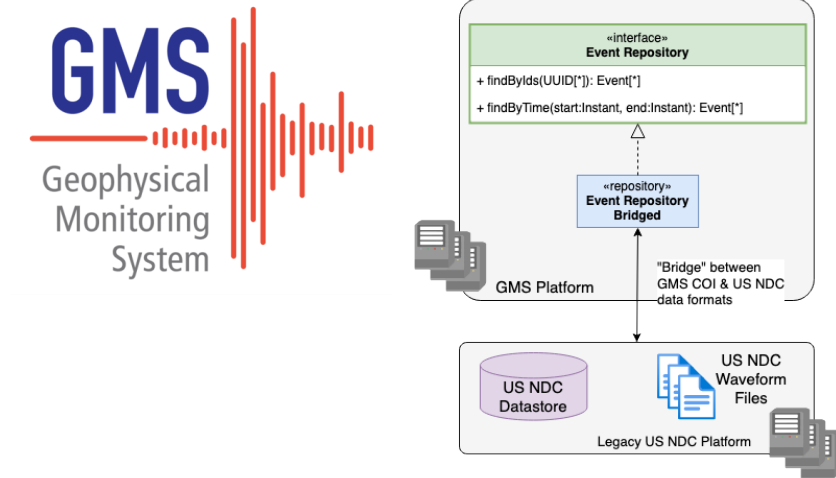 GMS
Geophysical
Monitoring
System
«interface»
Event Repository
+ findByIds(UUID[*]): Event[*]
+ findByTime(start:Instant, end:Instant): Event[*]
«repository»
Event Repository
Bridged
"Bridge" between
GMS COI & US NDC
data formats
GMS Platform
US NDC
Datastore
US NDC
Waveform
Files
Legacy US NDC Platform